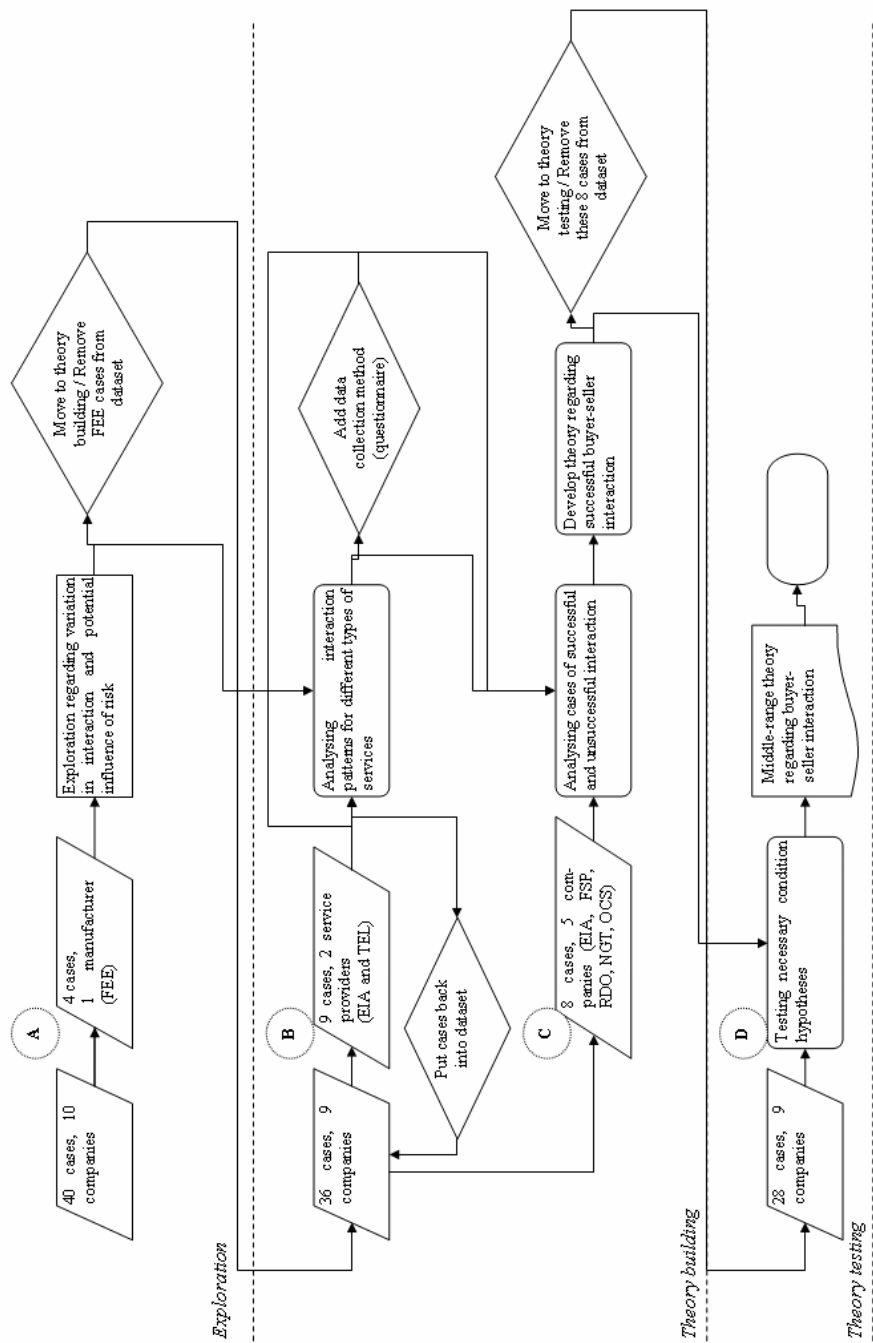 A
40 cases, 10
companies
4 cases,
1 manufacturer
(FEE)
Exploration regarding variation
in interaction and potential
influence of risk
Move to theory
building / Remove
FEE cases from
dataset
Exploration
B
36 cases, 9
companies
9 cases, 2 service
providers
(EIA and TEL)
Analysing interaction
patterns for different types of
services
Add data
collection method
(questionnaire)
Put cases back
into dataset
C
8 cases, 5 com-
panies (EIA, FSP,
RDO, NGT, OCS)
Analysing cases of successful
and unsuccessful interaction
Develop theory regarding
successful buyer-seller
interaction
Move to theory
testing / Remove
these 8 cases from
dataset
Theory building
D
28 cases, 9
companies
Testing necessary condition
hypotheses
Middle-range theory
regarding buyer-
seller interaction
Theory testing